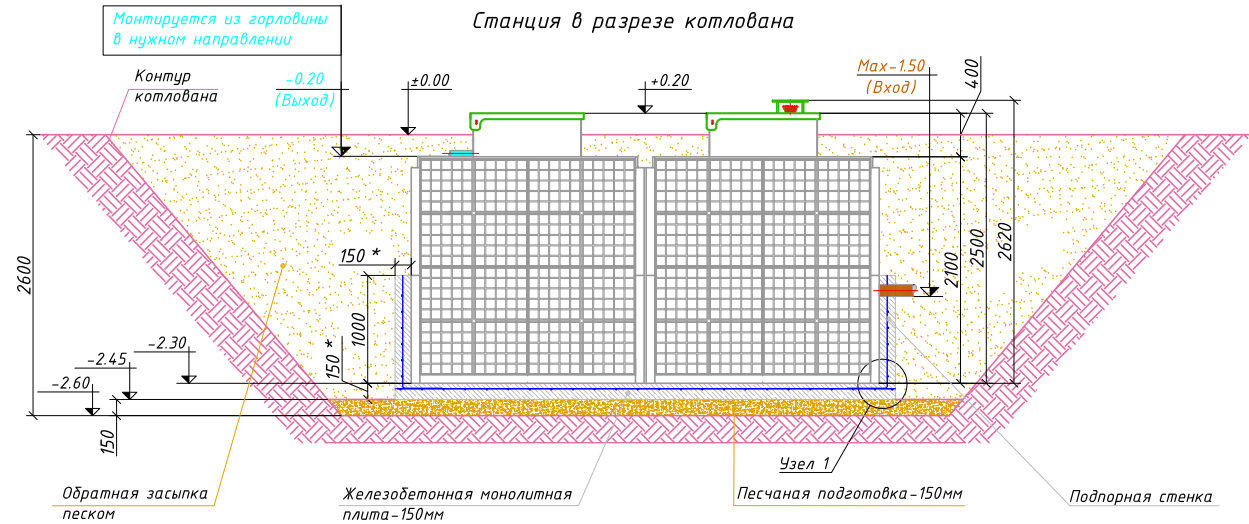 Станция в разрезе котлована
Монтируется из горловины
в нужном направлении
Контур
котлована
-0.20
(Выход)
±0.00
+0.20
Max-1.50
(Вход)
400
2600
150 *
1000
150 *
2100
2500
2620
-2.30
-2.45
-2.60
150
Узел 1
Обратная засыпка
песком
Железобетонная монолитная
плита-150мм
Песчаная подготовка-150мм
Подпорная стенка